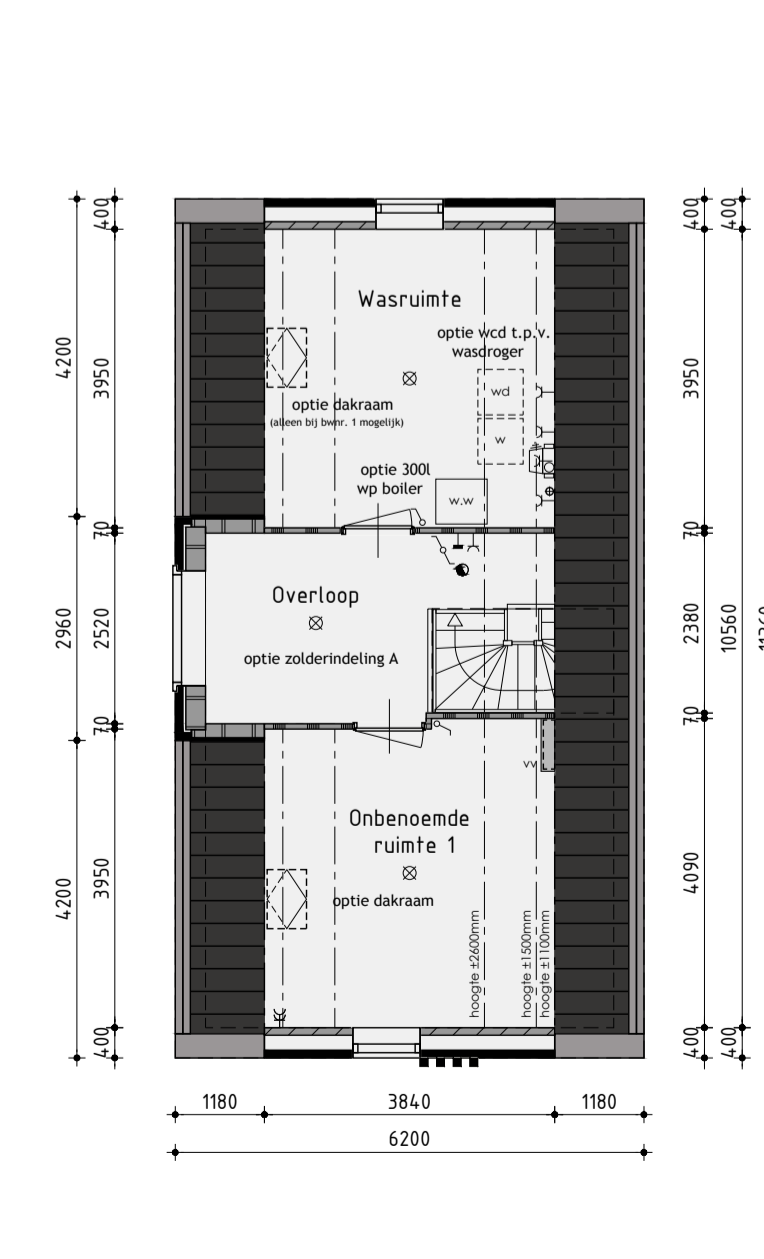 400
400
400
Wasruimte
optie wcd t.p.v.
wasdroger
4200
3950
3950
wd
optie dakraam
(alleen bij bwnr. 1 mogelijk)
w
optie 300l
wp boiler
w.w
70
70
Overloop
2960
2520
2380
10560
optie zolderindeling A
70
70
vv
Onbenoemde
ruimte 1
4200
3950
4090
optie dakraam
hoogte ±2600mm
hoogte ±1500mm
hoogte ±1100mm
400
400
400
1180
3840
1180
6200